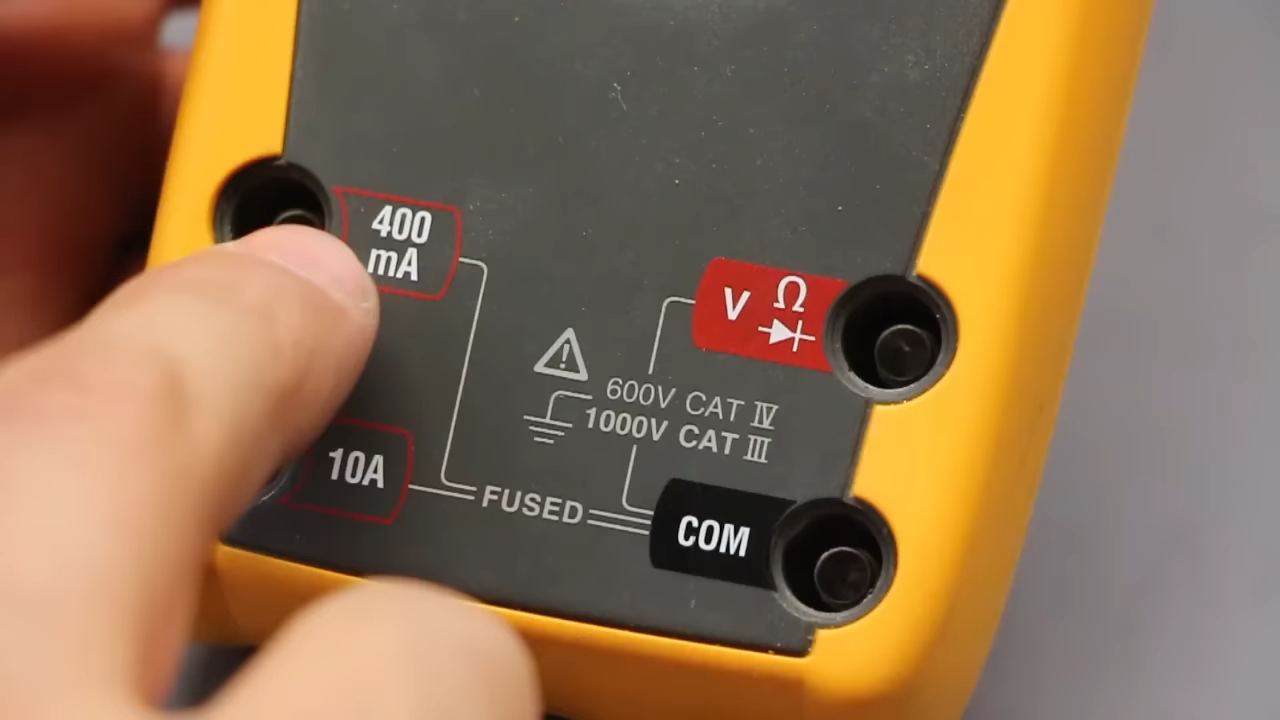 400
mA
V Ω
600V CAT IV
1000V CAT III
10A
FUSED
COM